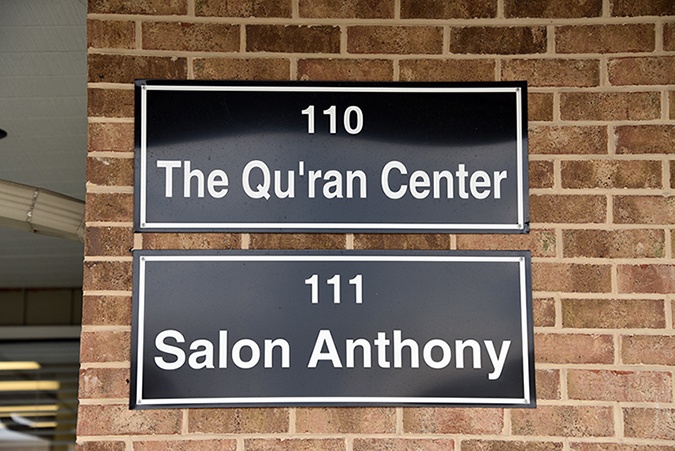 110
The Qu'ran Center
111
Salon Anthony